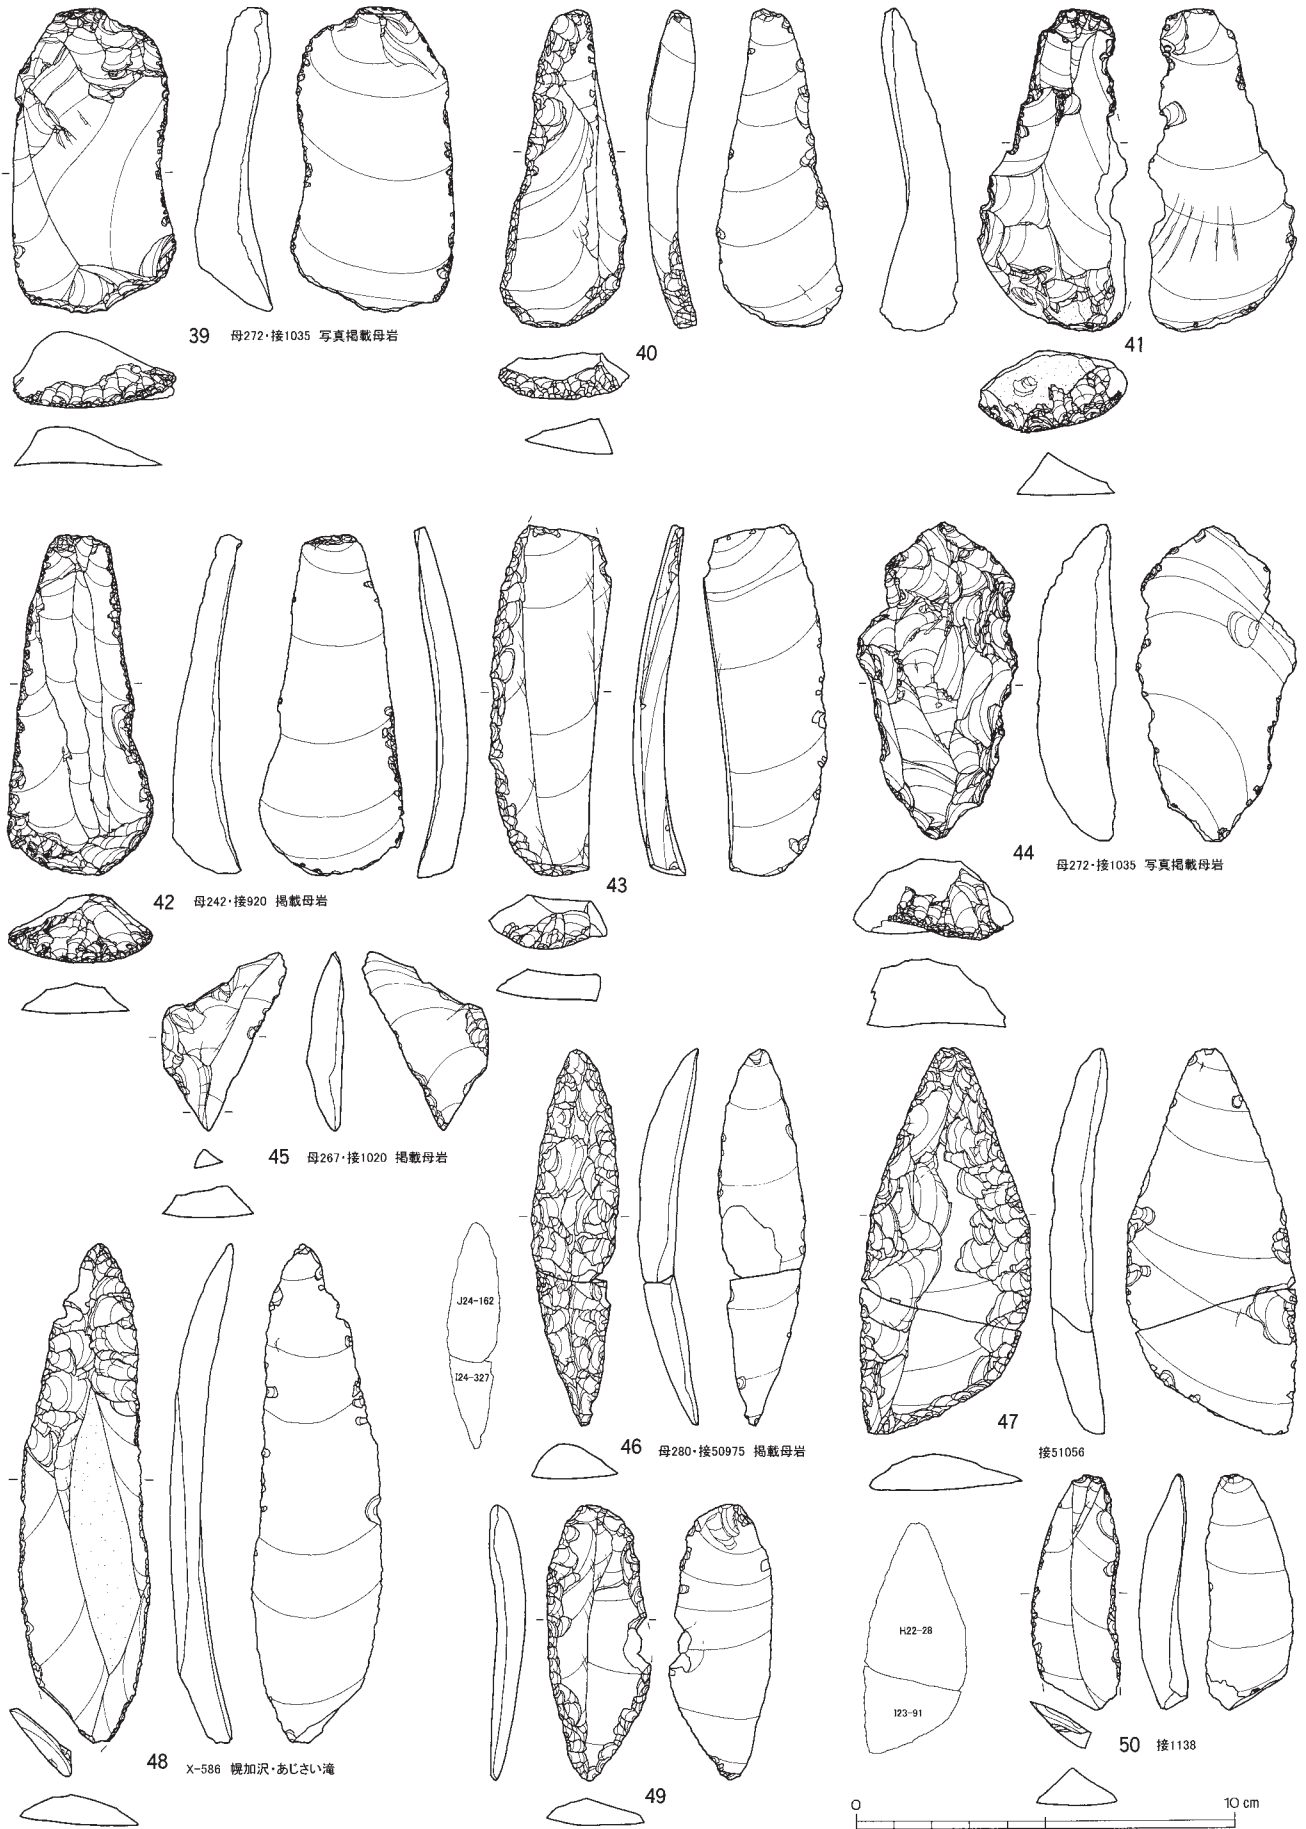 39 母272・接1035 写真掲載母岩
40
41
42 母242・接920 掲載母岩
43
44 母272・接1035 写真掲載母岩
45 母267・接1020 掲載母岩
J24-162
I24-327
46 母280・接50975 掲載母岩
47
接51056
48 X-586 幌加沢・あじさい滝
49
H22-28
I23-91
50 接1138
0 10 cm